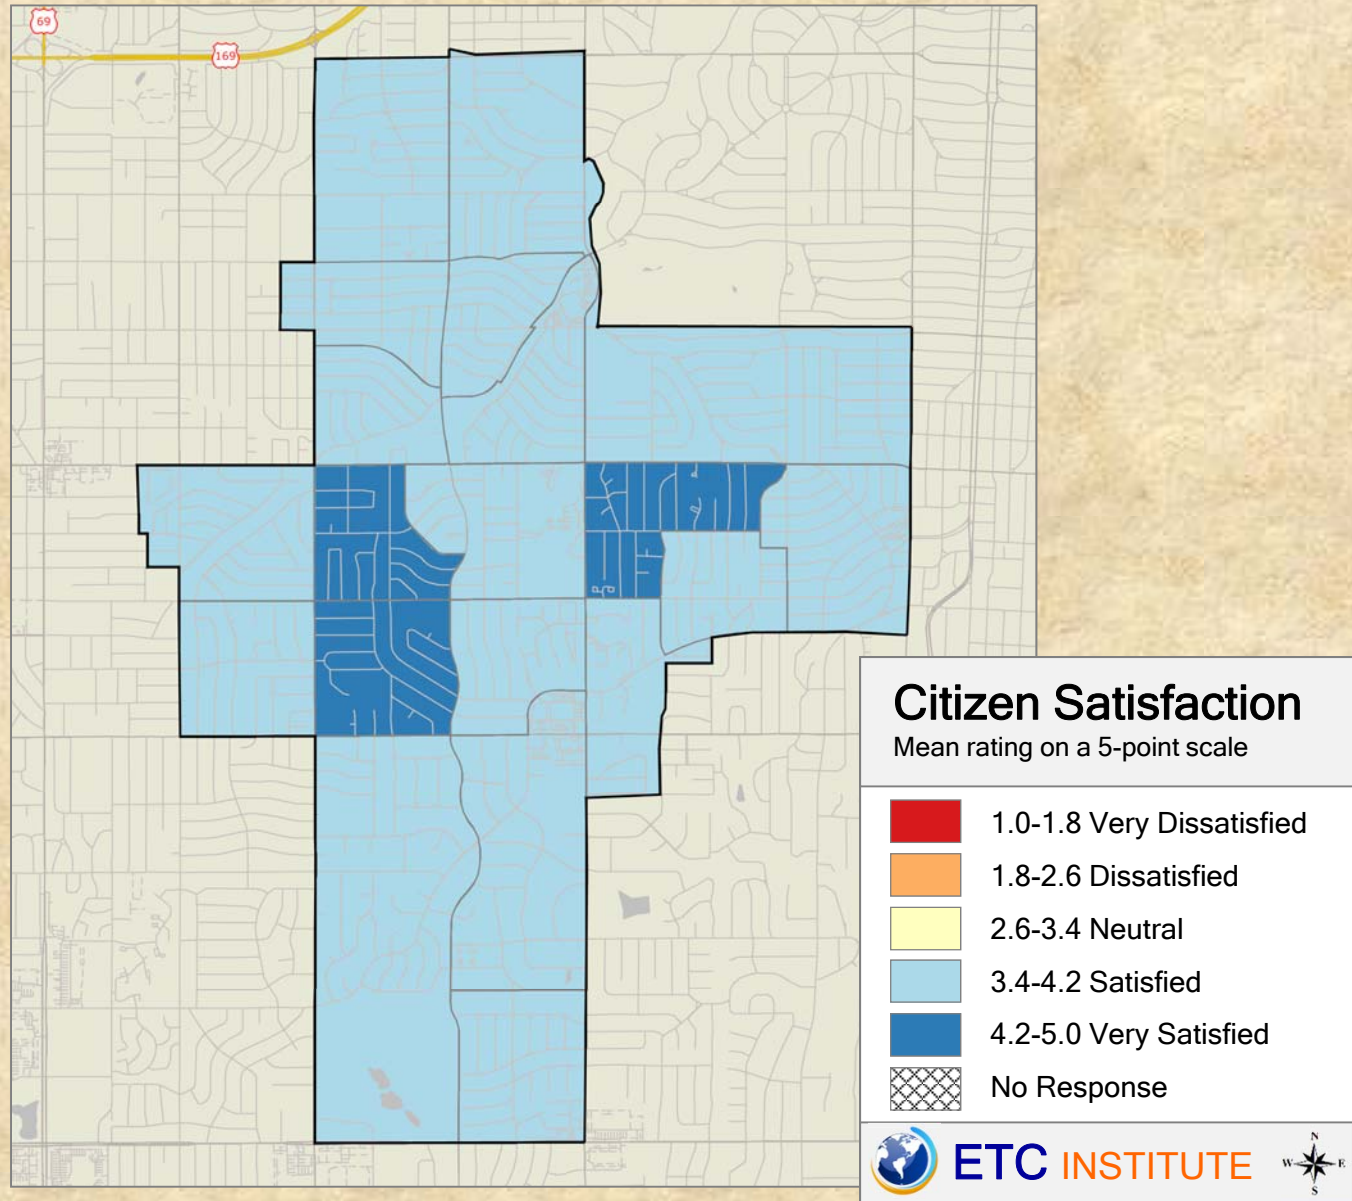 69
169
Citizen Satisfaction
Mean rating on a 5-point scale
1.0-1.8 Very Dissatisfied
1.8-2.6 Dissatisfied
2.6-3.4 Neutral
3.4-4.2 Satisfied
4.2-5.0 Very Satisfied
No Response
ETC INSTITUTE
N
W E
S